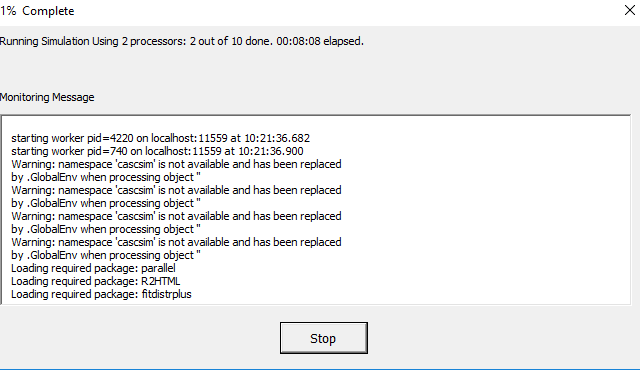 1% Complete
Running Simulation Using 2 processors: 2 out of 10 done. 00:08:08 elapsed.
Monitoring Message
starting worker pid=4220 on localhost:11559 at 10:21:36.682
starting worker pid=740 on localhost:11559 at 10:21:36.900
Warning: namespace 'cascsim' is not available and has been replaced
by .GlobalEnv when processing object ''
Warning: namespace 'cascsim' is not available and has been replaced
by .GlobalEnv when processing object ''
Warning: namespace 'cascsim' is not available and has been replaced
by .GlobalEnv when processing object ''
Warning: namespace 'cascsim' is not available and has been replaced
by .GlobalEnv when processing object ''
Loading required package: parallel
Loading required package: R2HTML
Loading required package: fitdistrplus
Stop